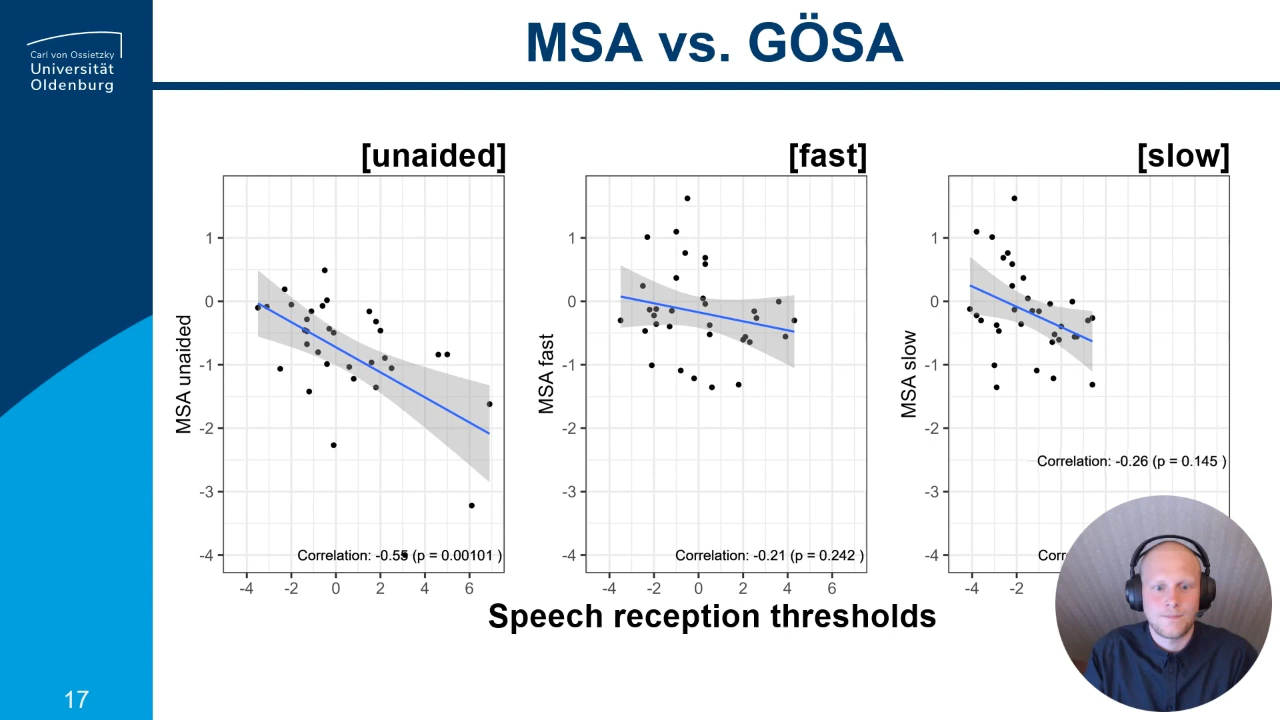 MSA vs. GÖSA
Carl von Ossietzky
Universität
Oldenburg
[unaided]
[fast]
[slow]
MSA unaided
1
0
-1
-2
-3
-4
-4 -2 0 2 4 6
Correlation: -0.55 (p = 0.00101 )
MSA fast
1
0
-1
-2
-3
-4
-4 -2 0 2 4 6
Correlation: -0.21 (p = 0.242 )
MSA slow
1
0
-1
-2
-3
-4
-4 -2
Correlation: -0.26 (p = 0.145 )
Corr
Speech reception thresholds
17